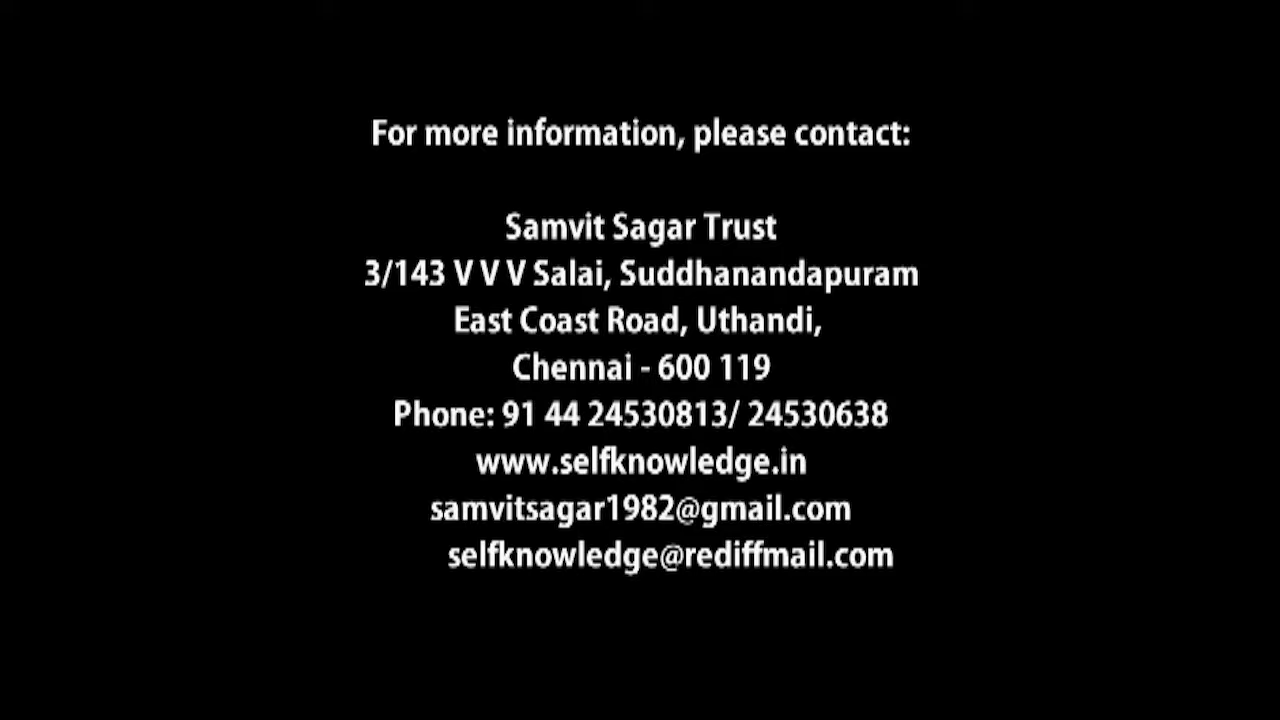 For more information, please contact:
Samvit Sagar Trust
3/143 V V V Salai, Suddhanandapuram
East Coast Road, Uthandi,
Chennai - 600 119
Phone: 91 44 24530813/ 24530638
www.selfknowledge.in
samvitsagar1982@gmail.com
selfknowledge@rediffmail.com